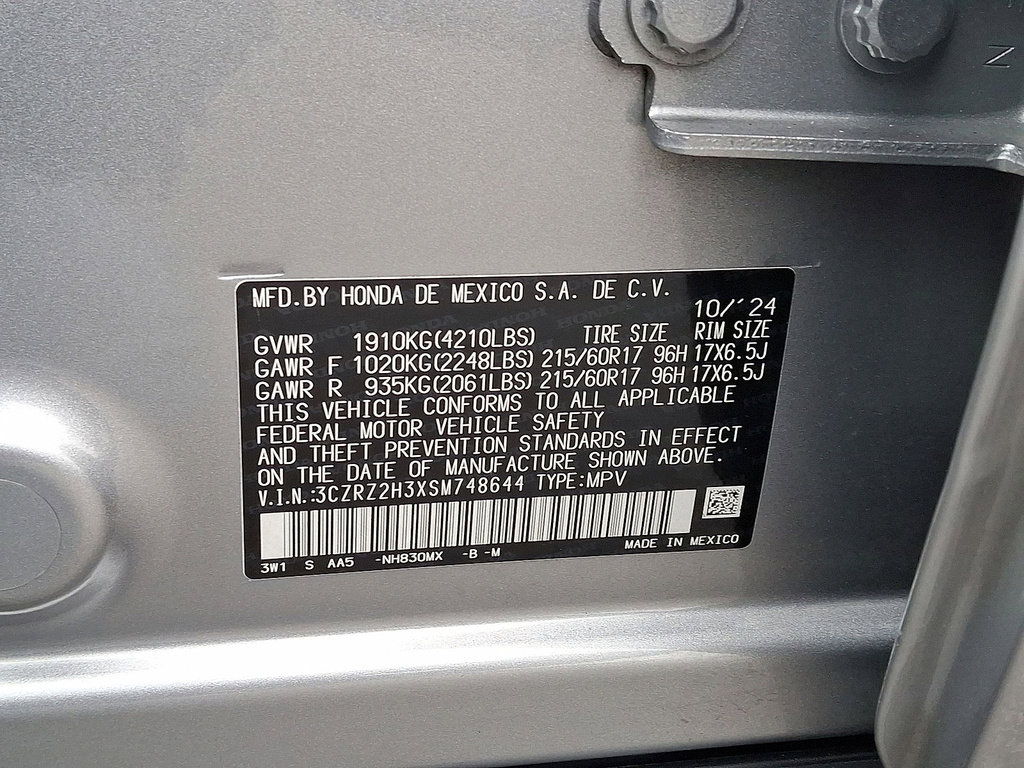 MFD.BY HONDA DE MEXICO S.A. DE C.V.
10/'24
GVWR 1910KG(4210LBS) TIRE SIZE RIM SIZE
GAWR F 1020KG(2248LBS) 215/60R17 96H 17X6.5J
GAWR R 935KG(2061LBS) 215/60R17 96H 17X6.5J
THIS VEHICLE CONFORMS TO ALL APPLICABLE
FEDERAL MOTOR VEHICLE SAFETY
AND THEFT PREVENTION STANDARDS IN EFFECT
ON THE DATE OF MANUFACTURE SHOWN ABOVE.
V.I.N.:3CZRZ2H3XSM748644 TYPE:MPV
MADE IN MEXICO
3W1 S AA5 -NH830MX -B -M